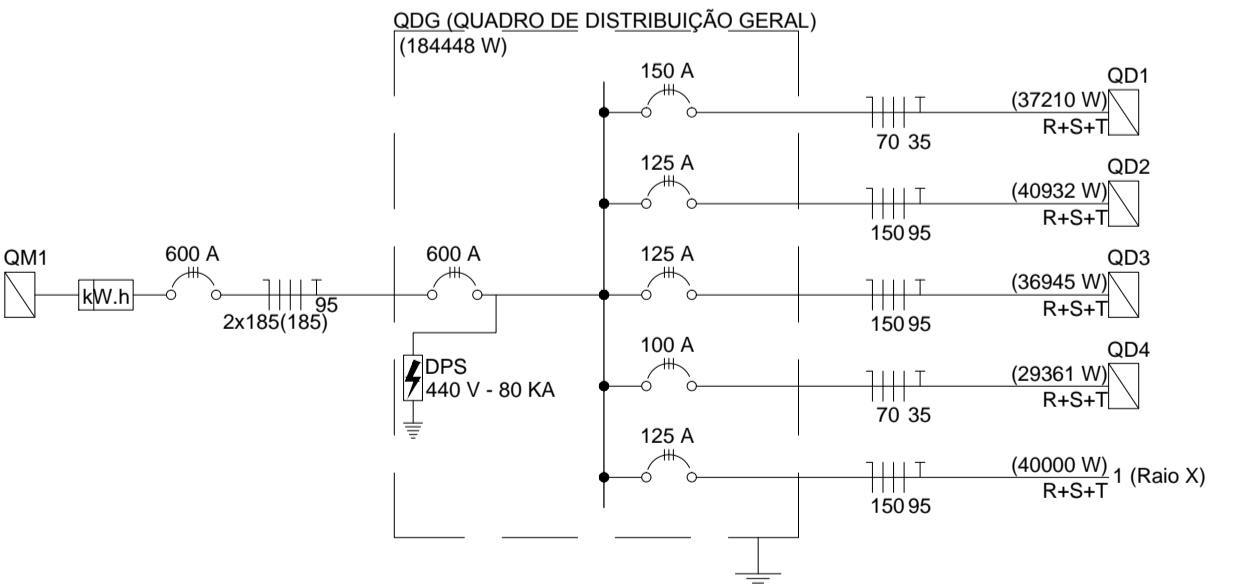 QDG (QUADRO DE DISTRIBUIÇÃO GERAL)
(184448 W)
150 A
70 35
(37210 W)
R+S+T
QD1
125 A
150 95
(40932 W)
R+S+T
QD2
QM1
kW.h
600 A
2x185(185)
95
600 A
DPS
440 V - 80 KA
125 A
150 95
(36945 W)
R+S+T
QD3
100 A
70 35
(29361 W)
R+S+T
QD4
125 A
150 95
(40000 W)
R+S+T
1 (Raio X)